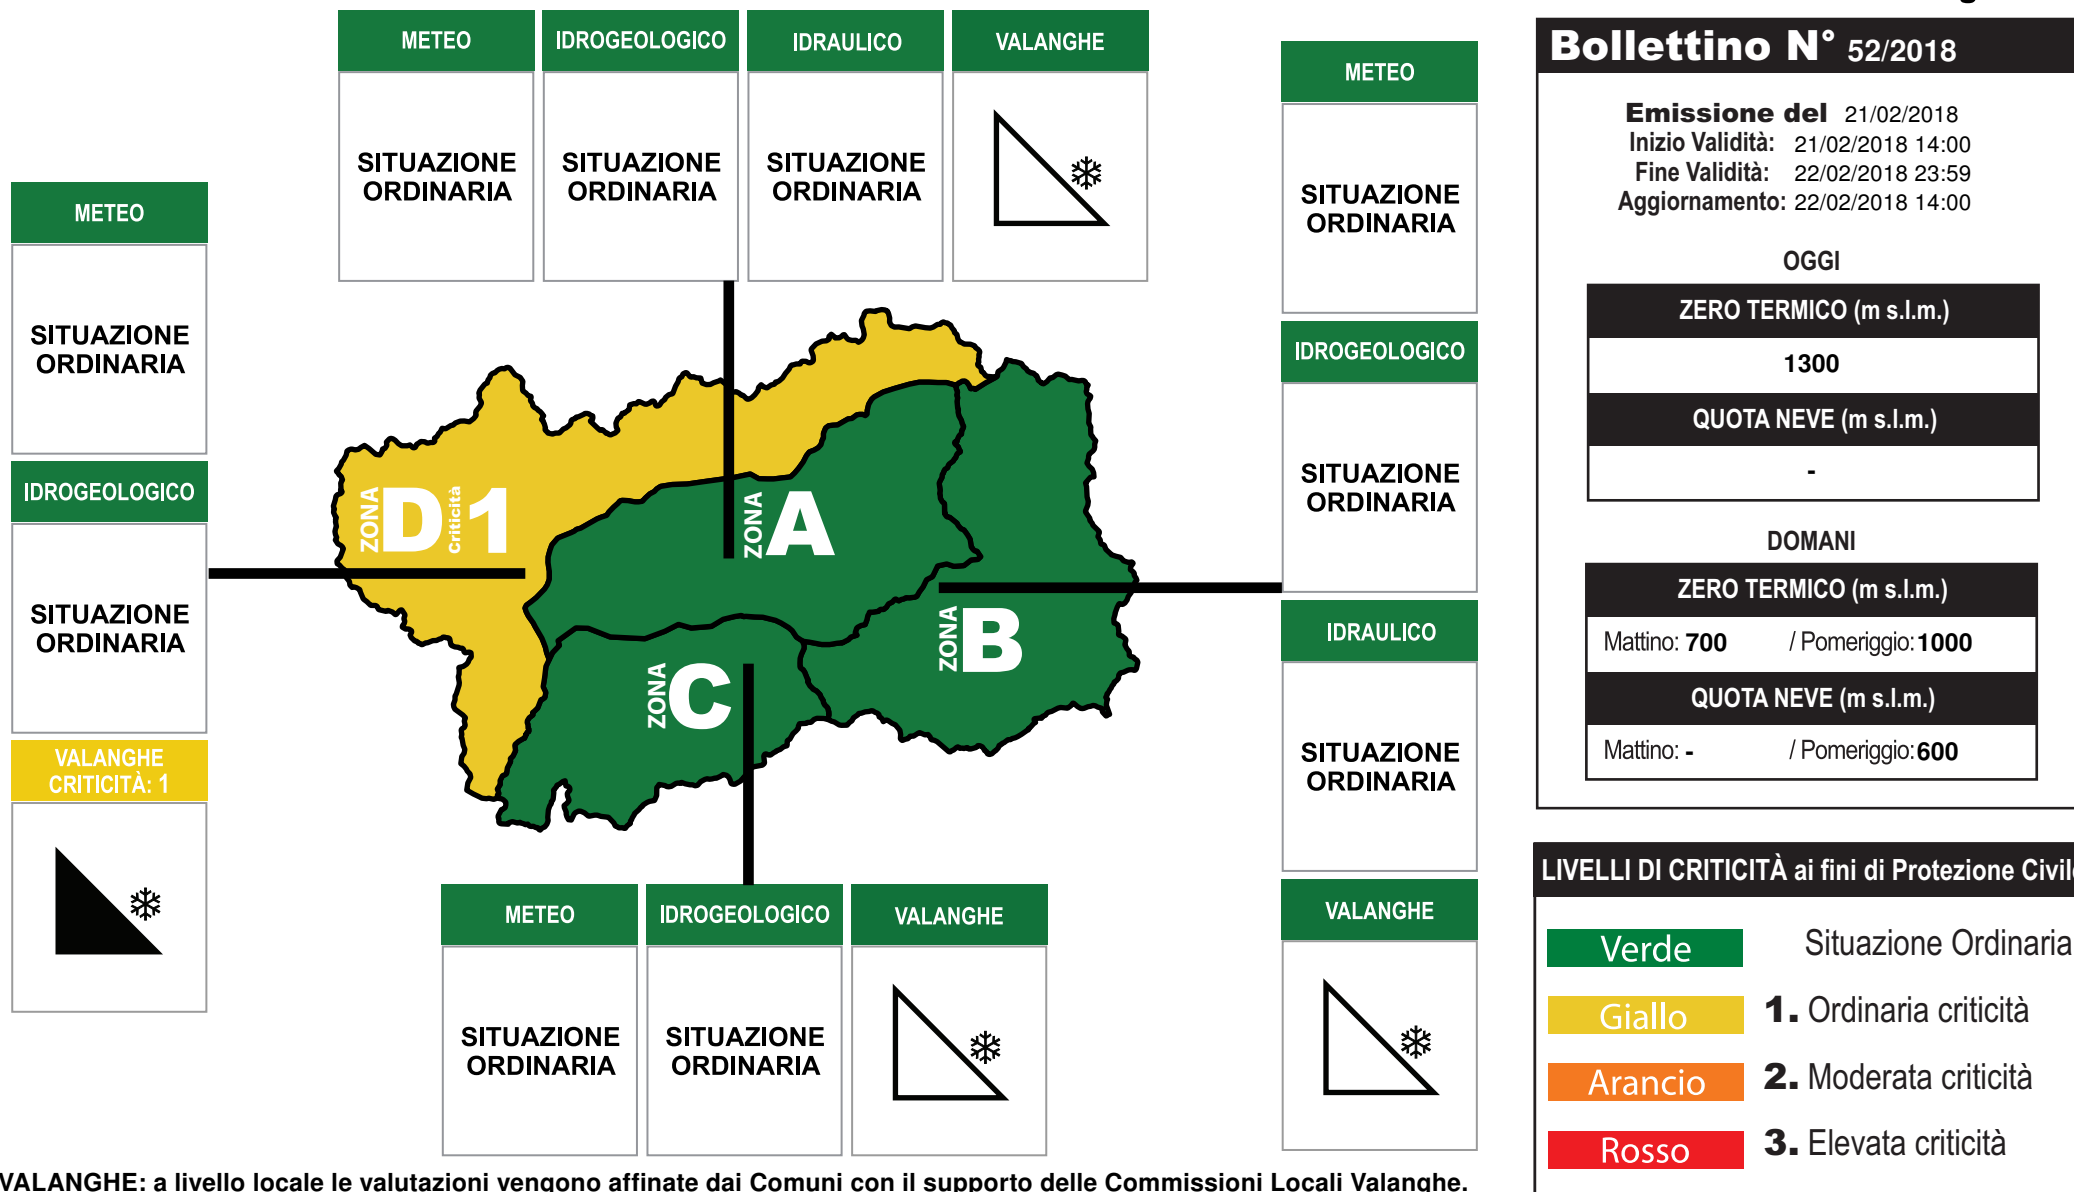 METEO
SITUAZIONE
ORDINARIA
IDROGEOLOGICO
SITUAZIONE
ORDINARIA
IDRAULICO
SITUAZIONE
ORDINARIA
VALANGHE
METEO
SITUAZIONE
ORDINARIA
IDROGEOLOGICO
SITUAZIONE
ORDINARIA
VALANGHE
CRITICITÀ: 1
ZONA D Criticità 1
ZONA A
ZONA B
ZONA C
METEO
SITUAZIONE
ORDINARIA
IDROGEOLOGICO
SITUAZIONE
ORDINARIA
IDRAULICO
SITUAZIONE
ORDINARIA
VALANGHE
METEO
SITUAZIONE
ORDINARIA
IDROGEOLOGICO
SITUAZIONE
ORDINARIA
VALANGHE
VALANGHE: a livello locale le valutazioni vengono affinate dai Comuni con il supporto delle Commissioni Locali Valanghe.
Bollettino N° 52/2018
Emissione del 21/02/2018
Inizio Validità: 21/02/2018 14:00
Fine Validità: 22/02/2018 23:59
Aggiornamento: 22/02/2018 14:00
OGGI
ZERO TERMICO (m s.l.m.)
1300
QUOTA NEVE (m s.l.m.)
-
DOMANI
ZERO TERMICO (m s.l.m.)
Mattino: 700 / Pomeriggio: 1000
QUOTA NEVE (m s.l.m.)
Mattino: - / Pomeriggio: 600
LIVELLI DI CRITICITÀ ai fini di Protezione Civile
Verde Situazione Ordinaria
Giallo 1. Ordinaria criticità
Arancio 2. Moderata criticità
Rosso 3. Elevata criticità